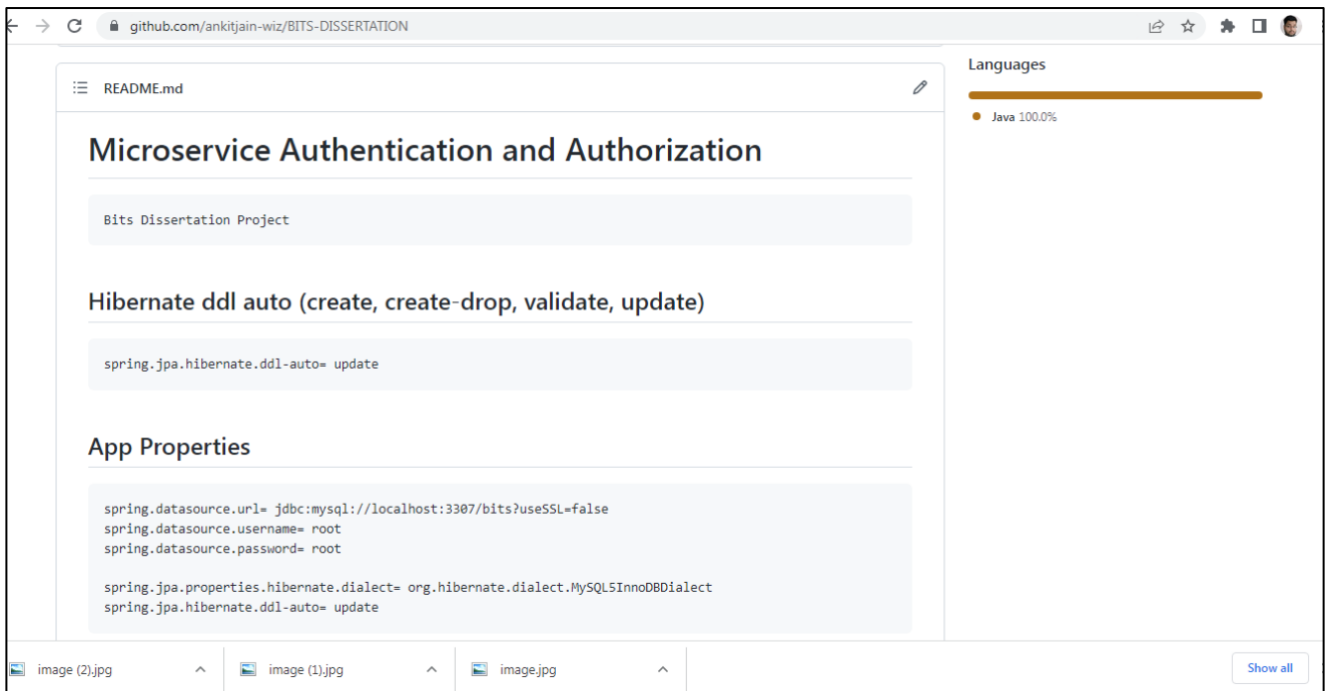 github.com/ankitjain-wiz/BITS-DISSERTATION
README.md
Languages
Java 100.0%
Microservice Authentication and Authorization
Bits Dissertation Project
Hibernate ddl auto (create, create-drop, validate, update)
spring.jpa.hibernate.ddl-auto= update
App Properties
spring.datasource.url= jdbc:mysql://localhost:3307/bits?useSSL=false
spring.datasource.username= root
spring.datasource.password= root
spring.jpa.properties.hibernate.dialect= org.hibernate.dialect.MySQL5InnoDBDialect
spring.jpa.hibernate.ddl-auto= update
image (2).jpg
image (1).jpg
image.jpg
Show all